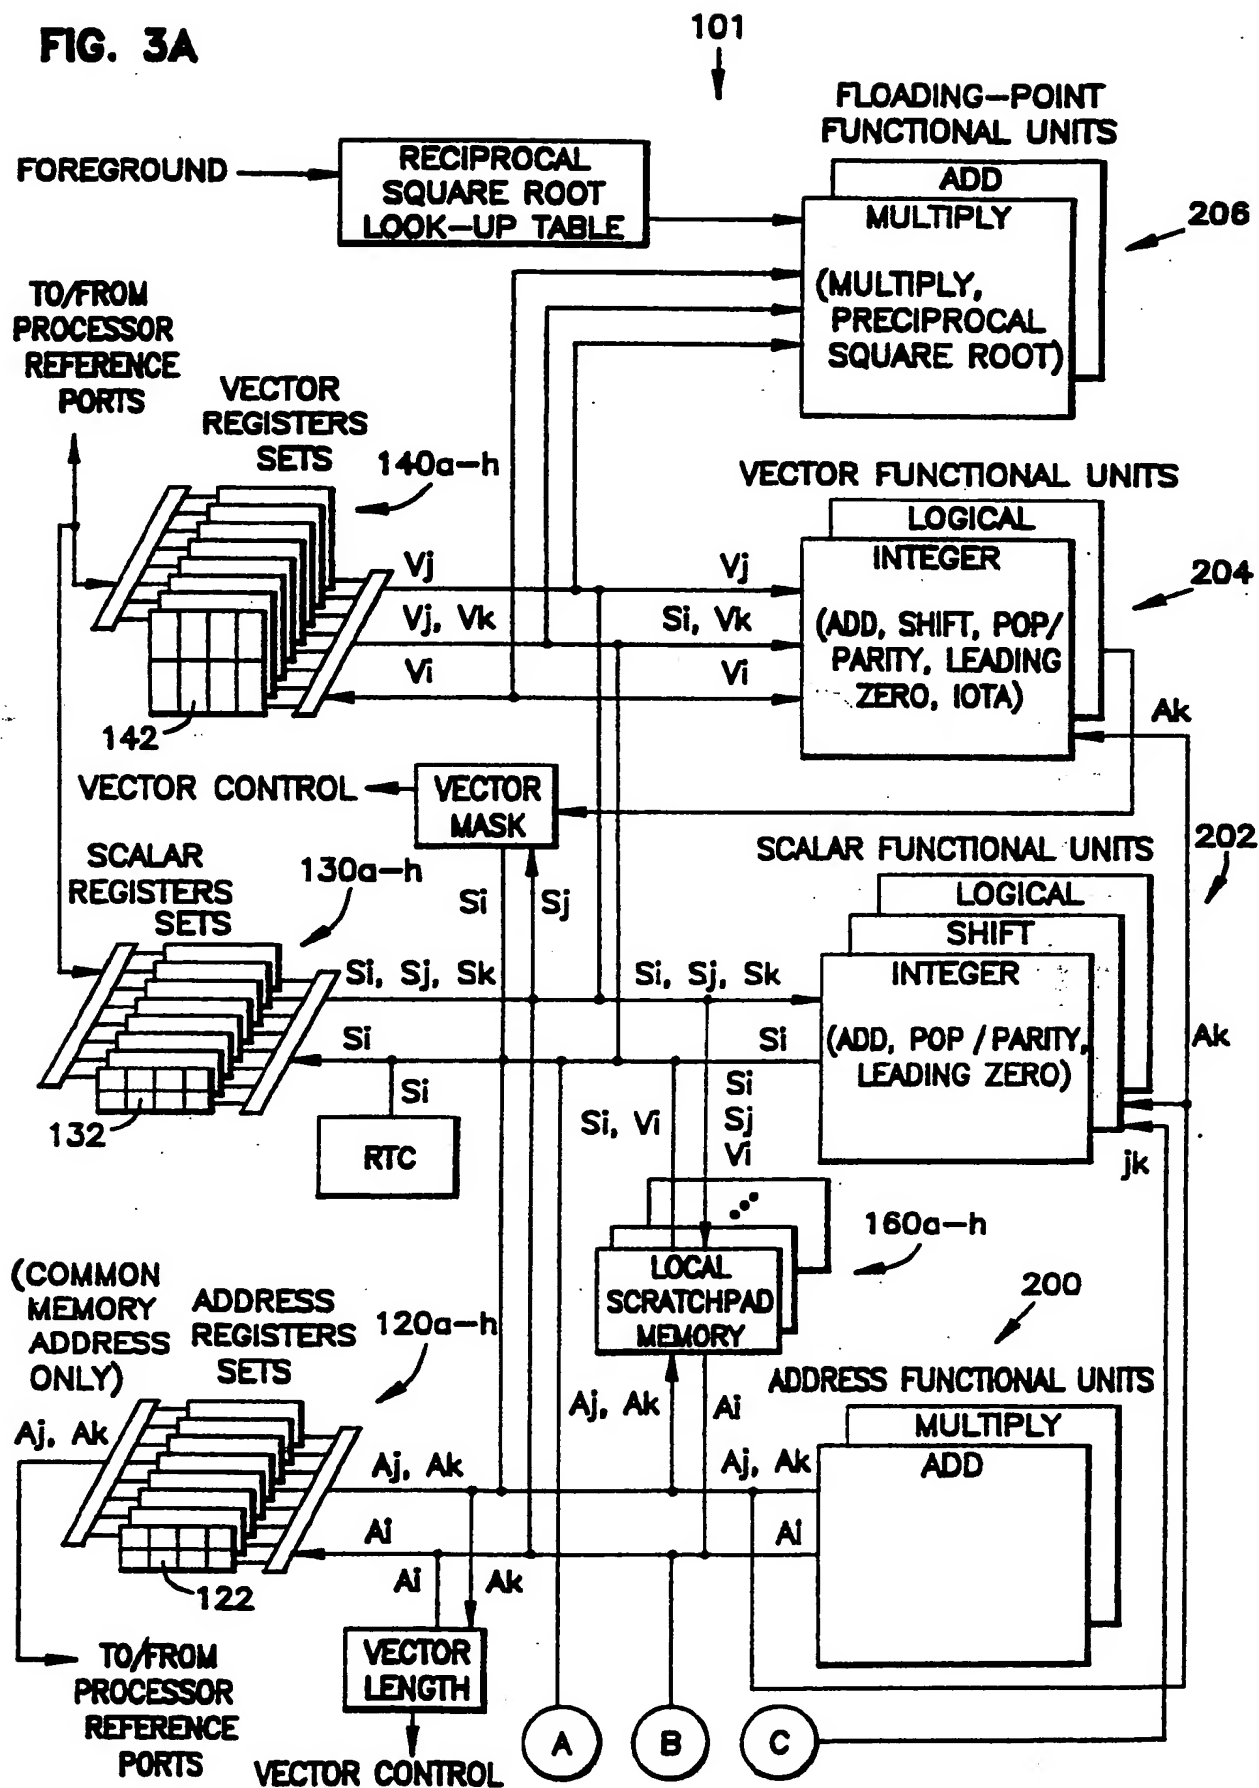 FIG. 3A
101
FLOADING-POINT
FUNCTIONAL UNITS
FOREGROUND
RECIPROCAL
SQUARE ROOT
LOOK-UP TABLE
ADD
MULTIPLY
(MULTIPLY,
PRECIPROCAL
SQUARE ROOT)
206
TO/FROM
PROCESSOR
REFERENCE
PORTS
VECTOR
REGISTERS
SETS
140a-h
142
Vj
Vj, Vk
Vi
Vj
Si, Vk
Vi
VECTOR FUNCTIONAL UNITS
LOGICAL
INTEGER
(ADD, SHIFT, POP/
PARITY, LEADING
ZERO, IOTA)
204
Ak
VECTOR CONTROL
VECTOR
MASK
Si
Sj
SCALAR
REGISTERS
SETS
130a-h
132
Si, Sj, Sk
Si
Si
RTC
Si, Sj, Sk
Si
SCALAR FUNCTIONAL UNITS
202
LOGICAL
SHIFT
INTEGER
(ADD, POP / PARITY,
LEADING ZERO)
Ak
jk
Si, Vi
Si
Sj
Vi
LOCAL
SCRATCHPAD
MEMORY
160a-h
200
(COMMON
MEMORY
ADDRESS
ONLY)
ADDRESS
REGISTERS
SETS
120a-h
Aj, Ak
122
Aj, Ak
Ai
Aj, Ak
Ai
Aj, Ak
Ai
ADDRESS FUNCTIONAL UNITS
MULTIPLY
ADD
Ai
Ak
VECTOR
LENGTH
VECTOR CONTROL
TO/FROM
PROCESSOR
REFERENCE
PORTS
A
B
C